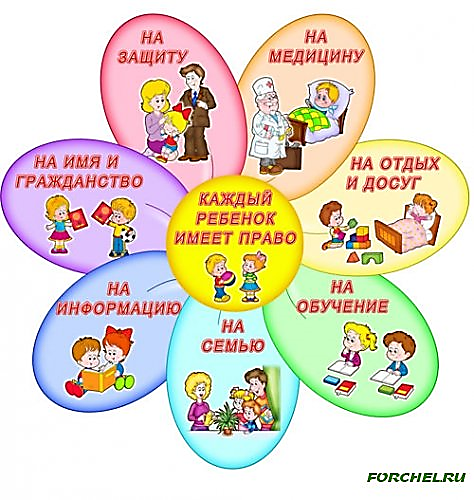 КАЖДЫЙ
РЕБЕНОК
ИМЕЕТ ПРАВО
НА
ЗАЩИТУ
НА
МЕДИЦИНУ
НА ОТДЫХ
И ДОСУГ
НА
ОБУЧЕНИЕ
НА
СЕМЬЮ
НА
ИНФОРМАЦИЮ
НА ИМЯ И
ГРАЖДАНСТВО
FORCHEL.RU